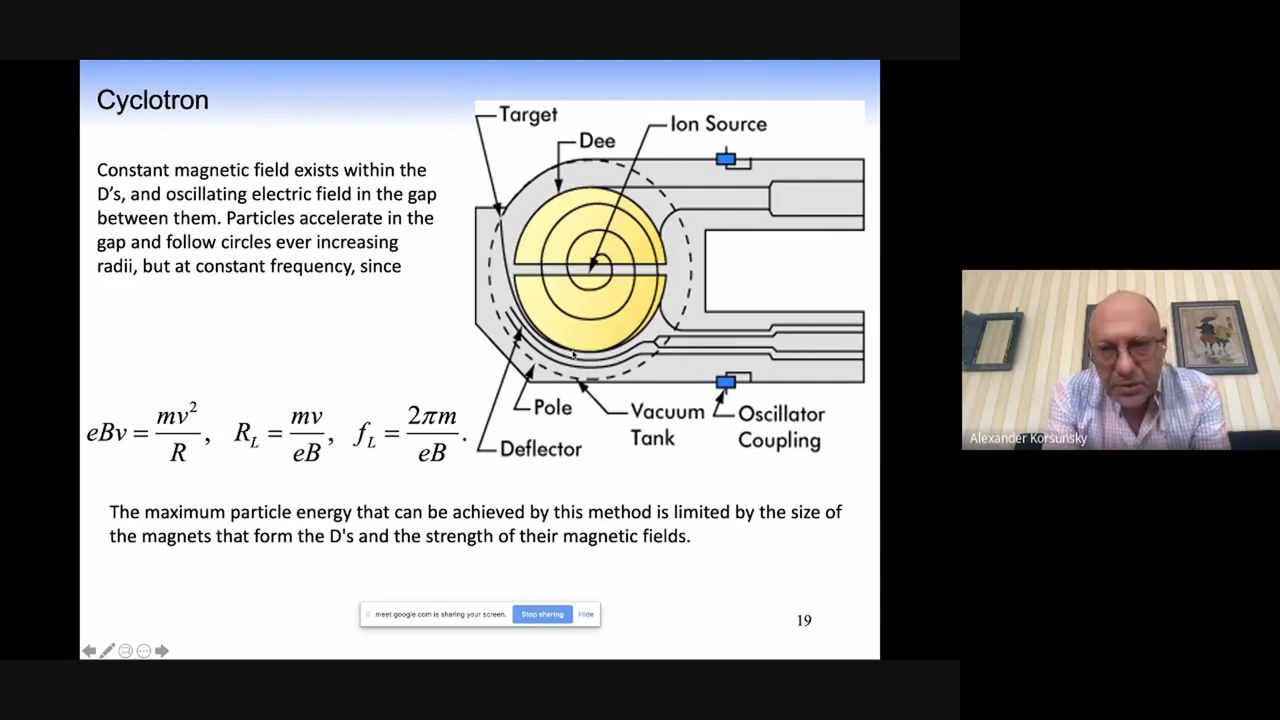 Cyclotron
Constant magnetic field exists within the
D's, and oscillating electric field in the gap
between them. Particles accelerate in the
gap and follow circles ever increasing
radii, but at constant frequency, since
Target
Dee
Ion Source
Pole
Deflector
Vacuum
Tank
Oscillator
Coupling
eBv = mv²/R, R_L = mv/eB, f_L = 2πm/eB.
The maximum particle energy that can be achieved by this method is limited by the size of
the magnets that form the D's and the strength of their magnetic fields.
meet.google.com is sharing your screen. Stop sharing Hide
19
Alexander Korsunsky